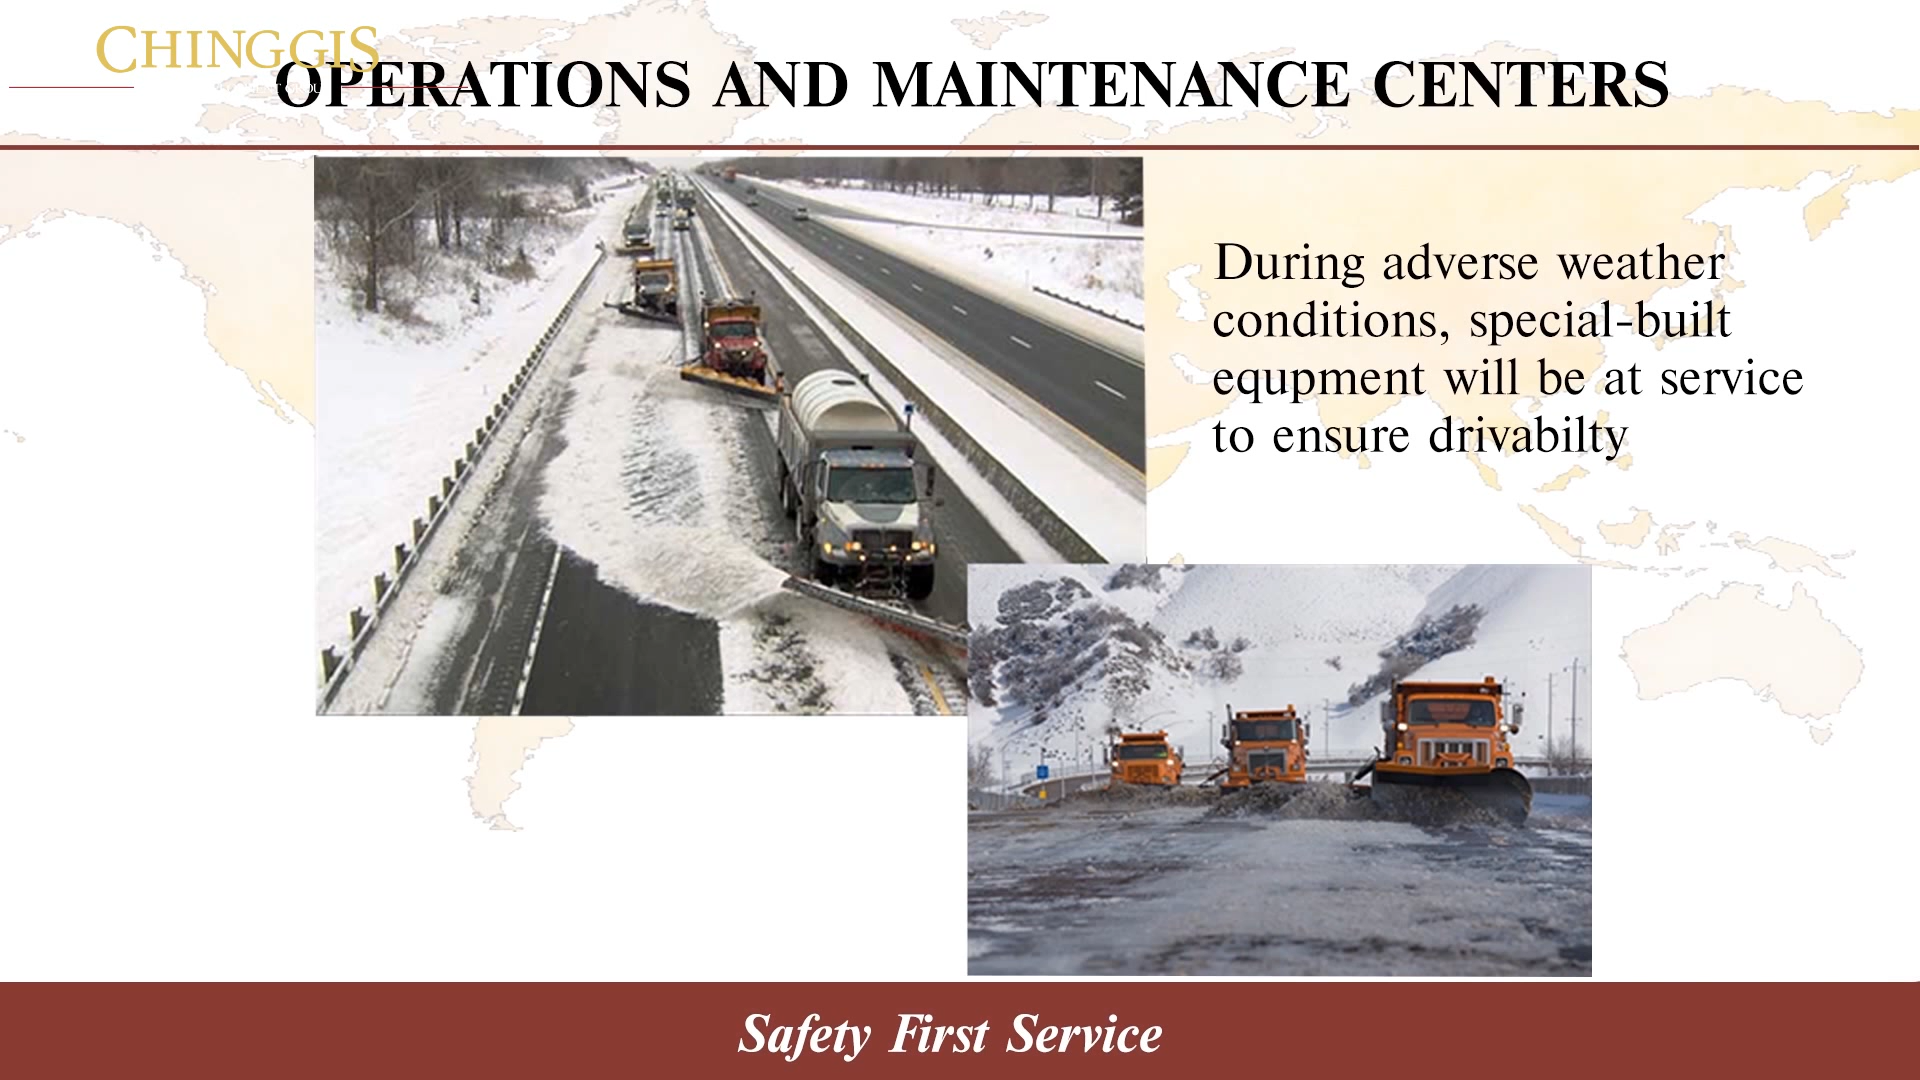 CHINGGIS
OPERATIONS AND MAINTENANCE CENTERS
During adverse weather
conditions, special-built
equpment will be at service
to ensure drivabilty
Safety First Service